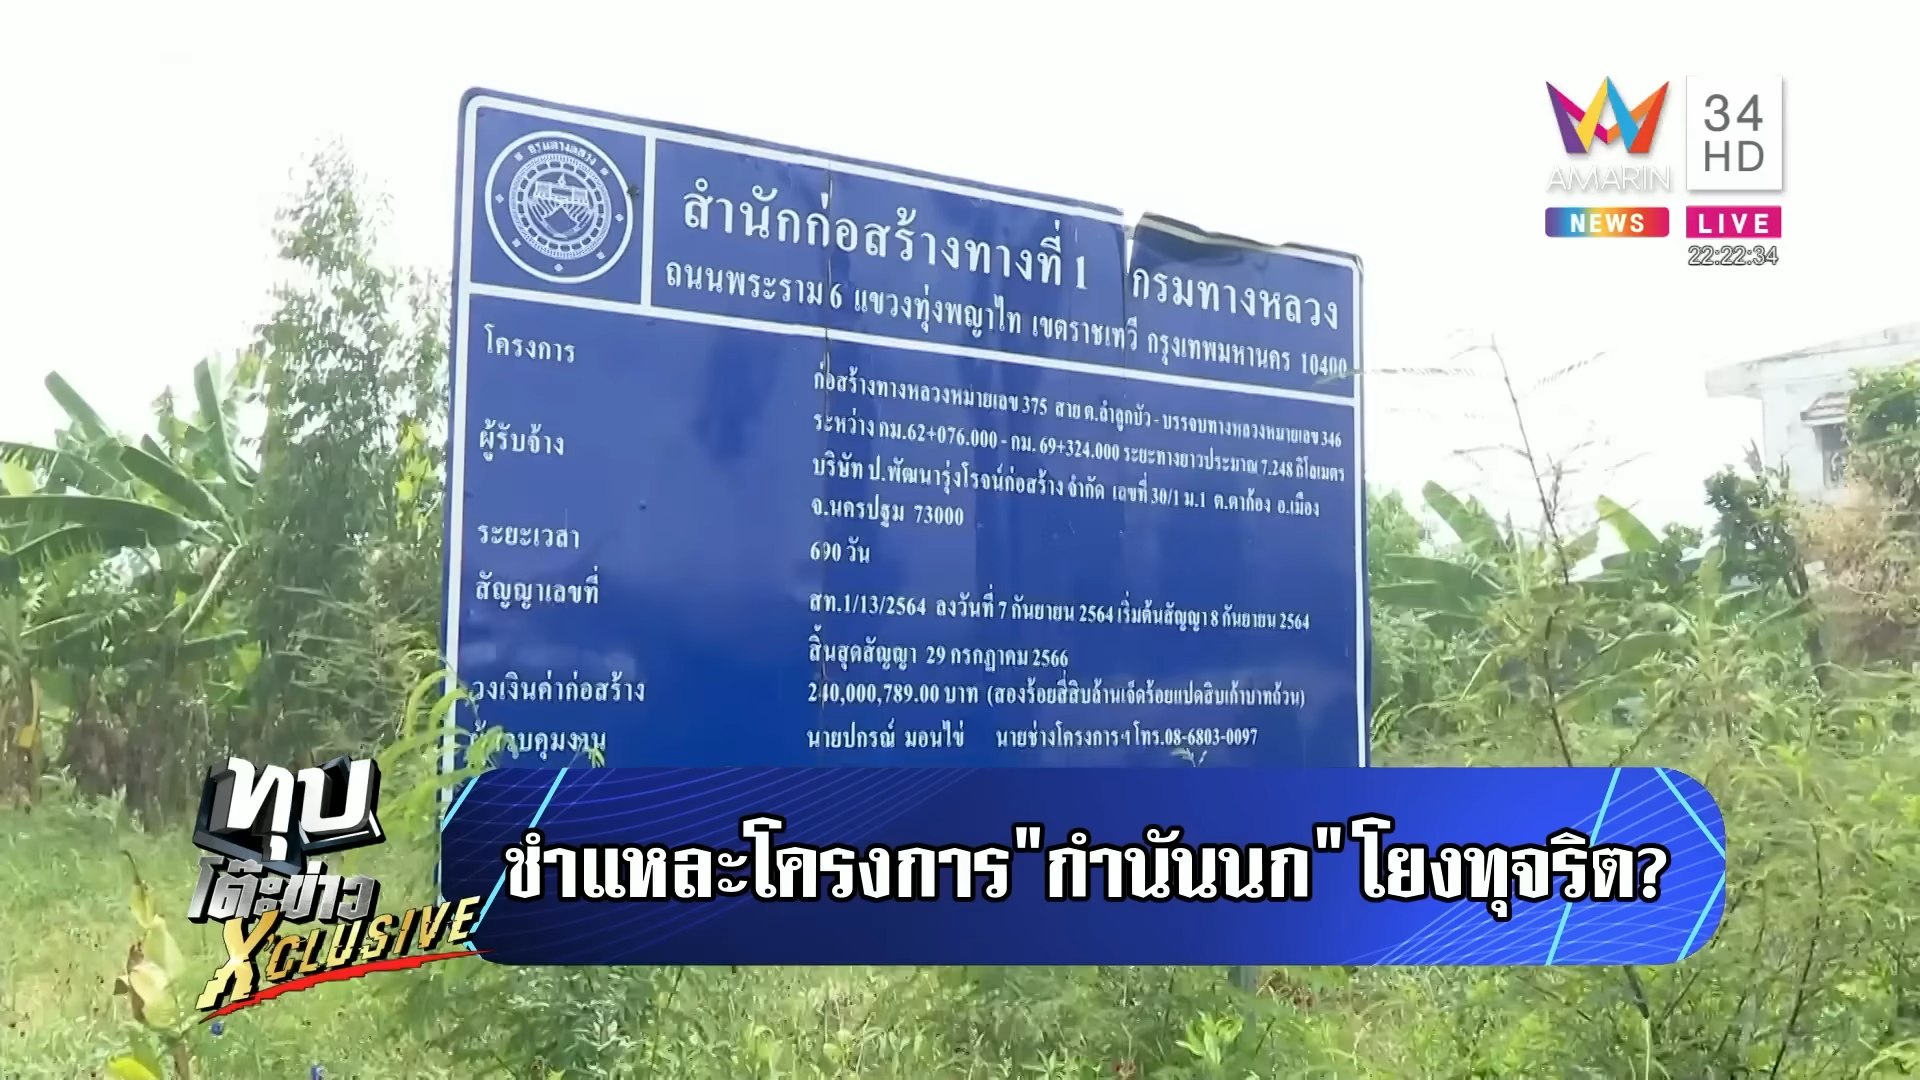 กรมทางหลวง
สำนักก่อสร้างทางที่ 1 กรมทางหลวง
ถนนพระราม 6 แขวงทุ่งพญาไท เขตราชเทวี กรุงเทพมหานคร 10400
โครงการ
ก่อสร้างทางหลวงหมายเลข 375 สาย ต.ลำลูกบัว - บรรจบทางหลวงหมายเลข 346
ระหว่าง กม.62+076.000 - กม. 69+324.000 ระยะทางยาวประมาณ 7.248 กิโลเมตร
ผู้รับจ้าง
บริษัท ป.พัฒนารุ่งโรจน์ก่อสร้าง จำกัด เลขที่ 30/1 ม.1 ต.ตาก้อง อ.เมือง
จ.นครปฐม 73000
ระยะเวลา
690 วัน
สัญญาเลขที่
สท.1/13/2564 ลงวันที่ 7 กันยายน 2564 เริ่มต้นสัญญา 8 กันยายน 2564
สิ้นสุดสัญญา 29 กรกฎาคม 2566
วงเงินค่าก่อสร้าง
240,000,789.00 บาท (สองร้อยสี่สิบล้านเจ็ดร้อยแปดสิบเก้าบาทถ้วน)
ผู้ควบคุมงาน
นายปกรณ์ มอนไข่ นายช่างโครงการฯ โทร.08-6803-0097
AMARIN
NEWS
34
HD
LIVE
22:22:34
ทุบ
โต๊ะข่าว
X'CLUSIVE
ชำแหละโครงการ"กำนันนก"โยงทุจริต?